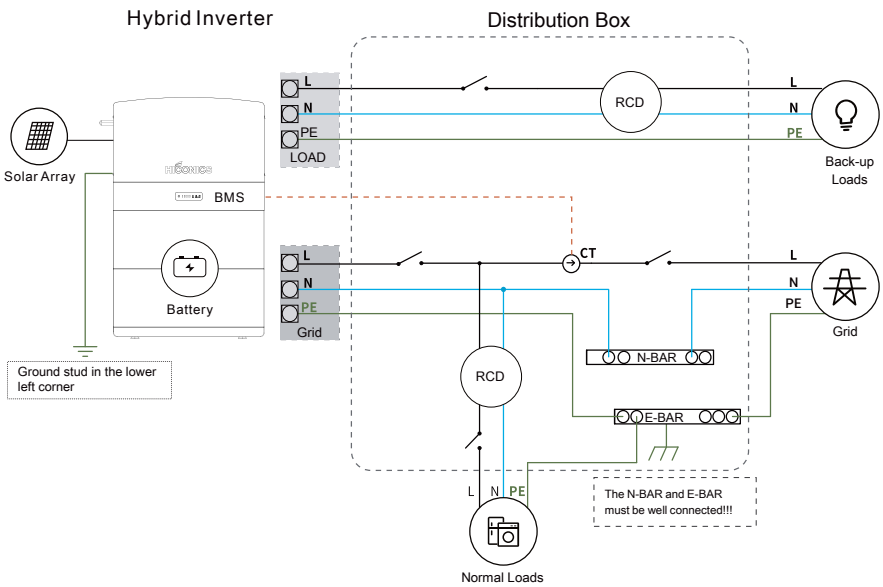 Hybrid Inverter
Distribution Box
L
N
PE
LOAD
RCD
L
N
PE
Back-up
Loads
Solar Array
HISONICS
BMS
Battery
L
N
PE
Grid
CT
L
N
PE
Grid
Ground stud in the lower
left corner
N-BAR
RCD
E-BAR
L N PE
The N-BAR and E-BAR
must be well connected!!!
Normal Loads